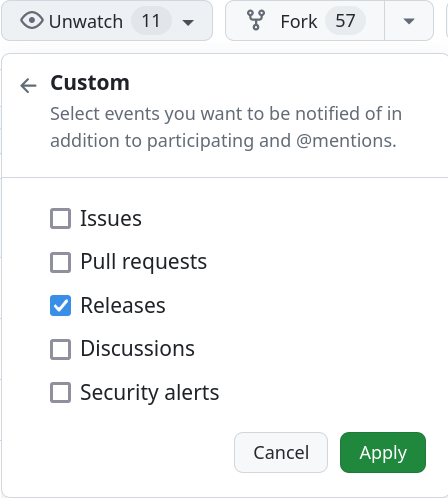 Unwatch 11
Fork 57
Custom
Select events you want to be notified of in
addition to participating and @mentions.
Issues
Pull requests
Releases
Discussions
Security alerts
Cancel
Apply